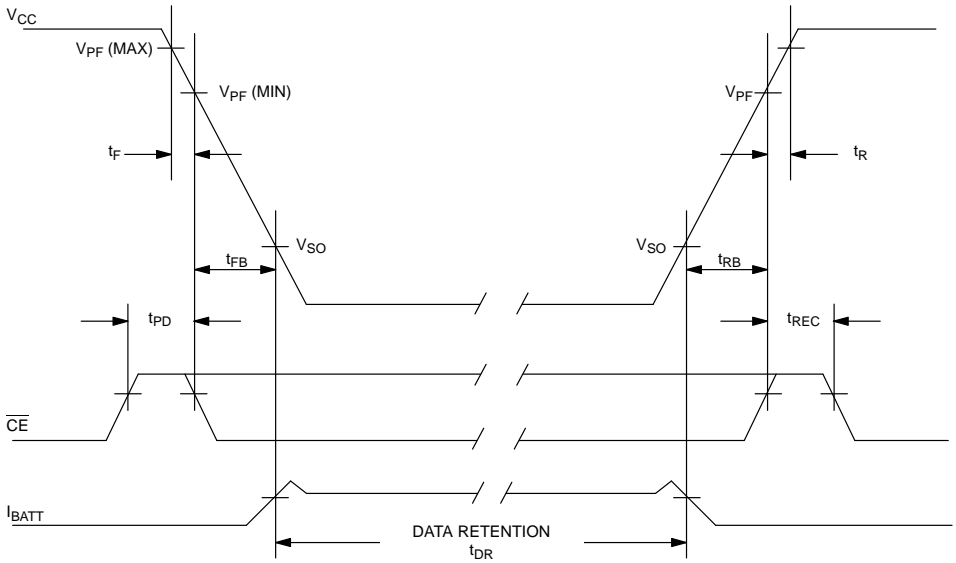 VCC
VPF (MAX)
VPF (MIN)
VPF
tF
tR
VSO
VSO
tFB
tRB
tPD
tREC
CE
IBATT
DATA RETENTION
tDR